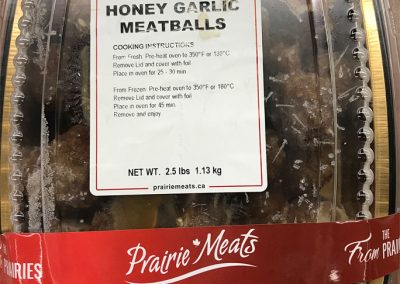 HONEY GARLIC
MEATBALLS
COOKING INSTRUCTIONS
From Fresh: Pre-heat oven to 350°F or 130°C
Remove Lid and cover with foil
Place in oven for 25 - 30 min
From Frozen: Pre-heat oven to 350°F or 180°C
Remove Lid and cover with foil
Place in oven for 45 min.
Remove and enjoy
NET WT. 2.5 lbs 1.13 kg
prairiemeats.ca
Prairie Meats
From THE
PRAIRIES